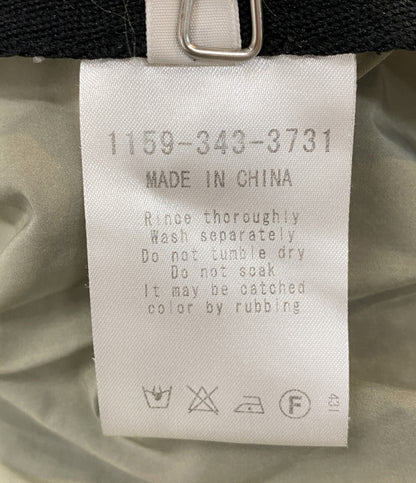 1159-343-3731
MADE IN CHINA
Rince thoroughly
Wash separately
Do not tumble dry
Do not soak
It may be catched
color by rubbing
F
431